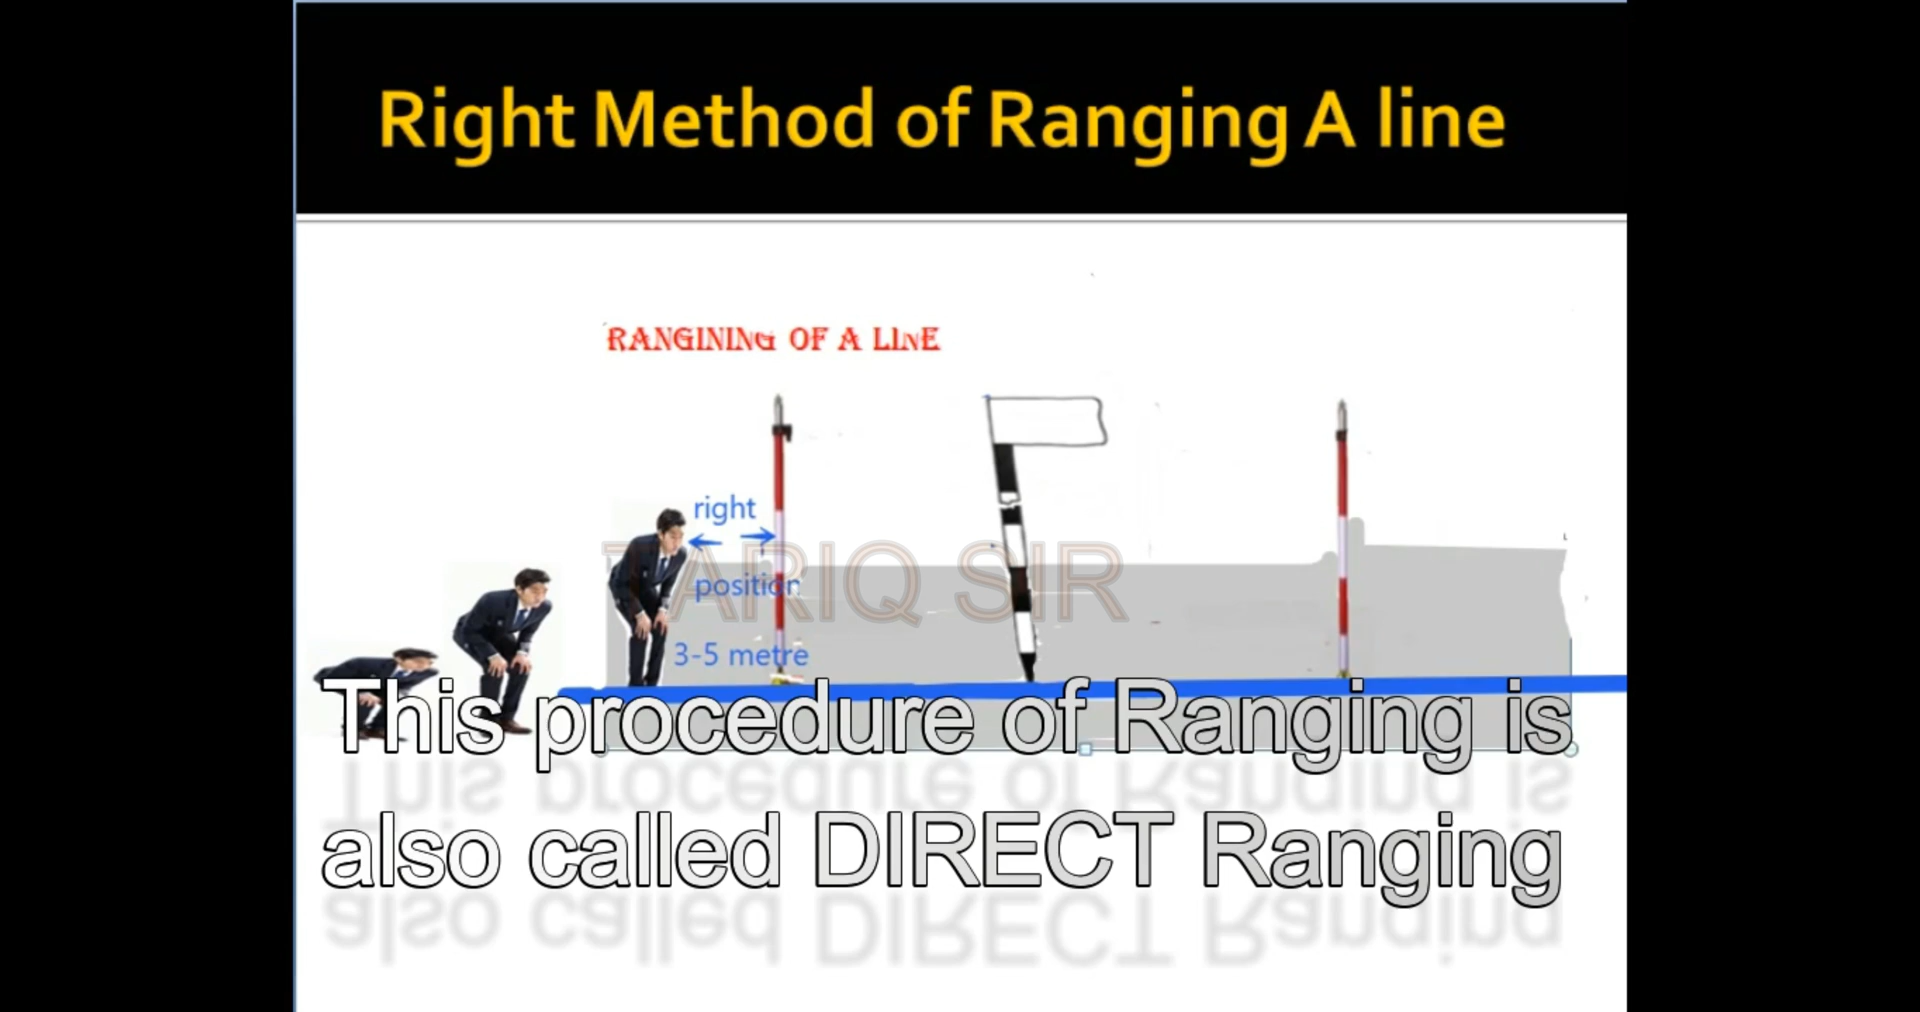 Right Method of Ranging A line
RANGINING OF A LINE
right
TARIQ SIR
position
3-5 metre
This procedure of Ranging is
also called DIRECT Ranging